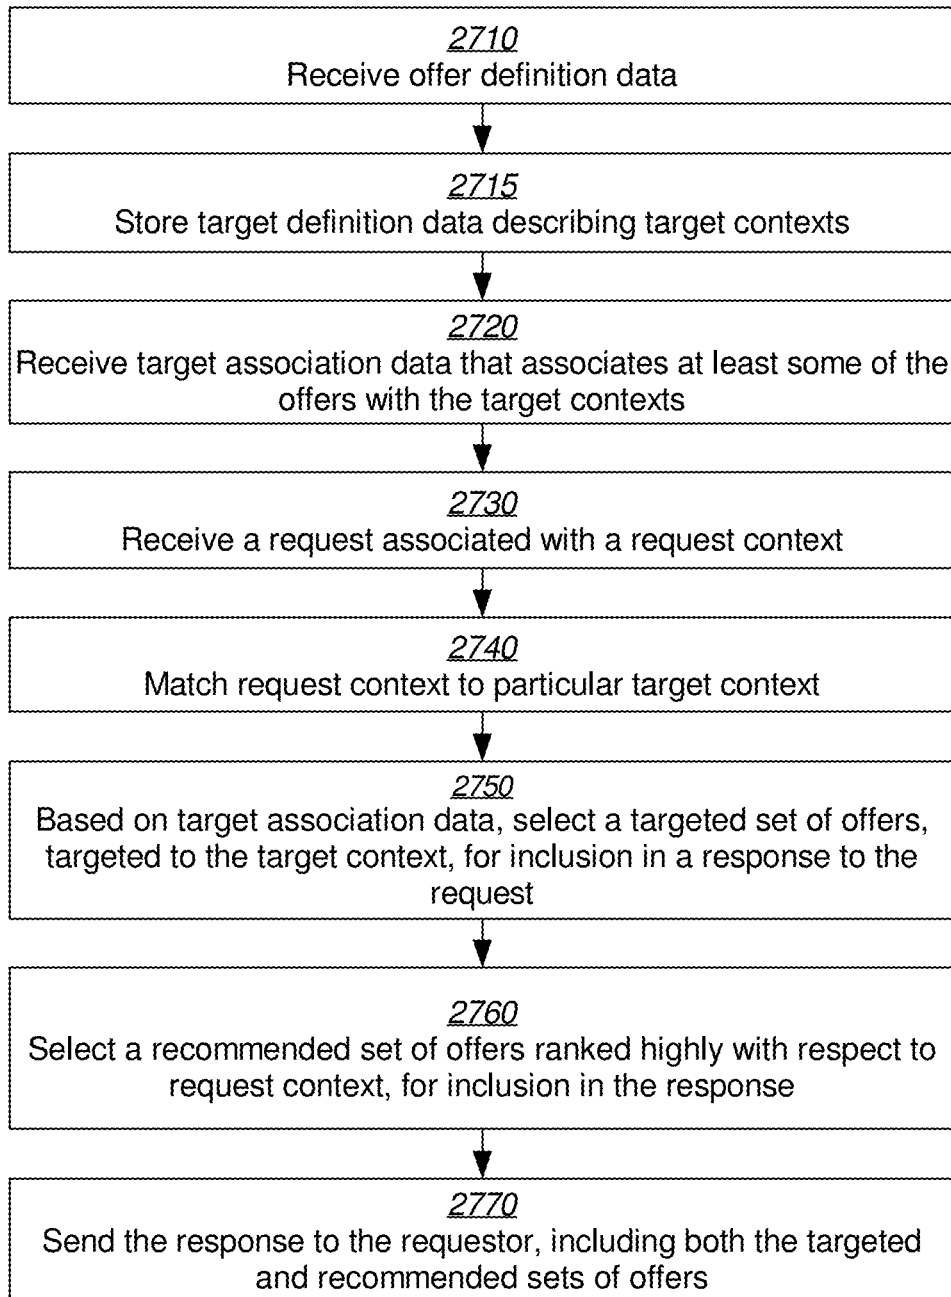 2710
Receive offer definition data
2715
Store target definition data describing target contexts
2720
Receive target association data that associates at least some of the
offers with the target contexts
2730
Receive a request associated with a request context
2740
Match request context to particular target context
2750
Based on target association data, select a targeted set of offers,
targeted to the target context, for inclusion in a response to the
request
2760
Select a recommended set of offers ranked highly with respect to
request context, for inclusion in the response
2770
Send the response to the requestor, including both the targeted
and recommended sets of offers